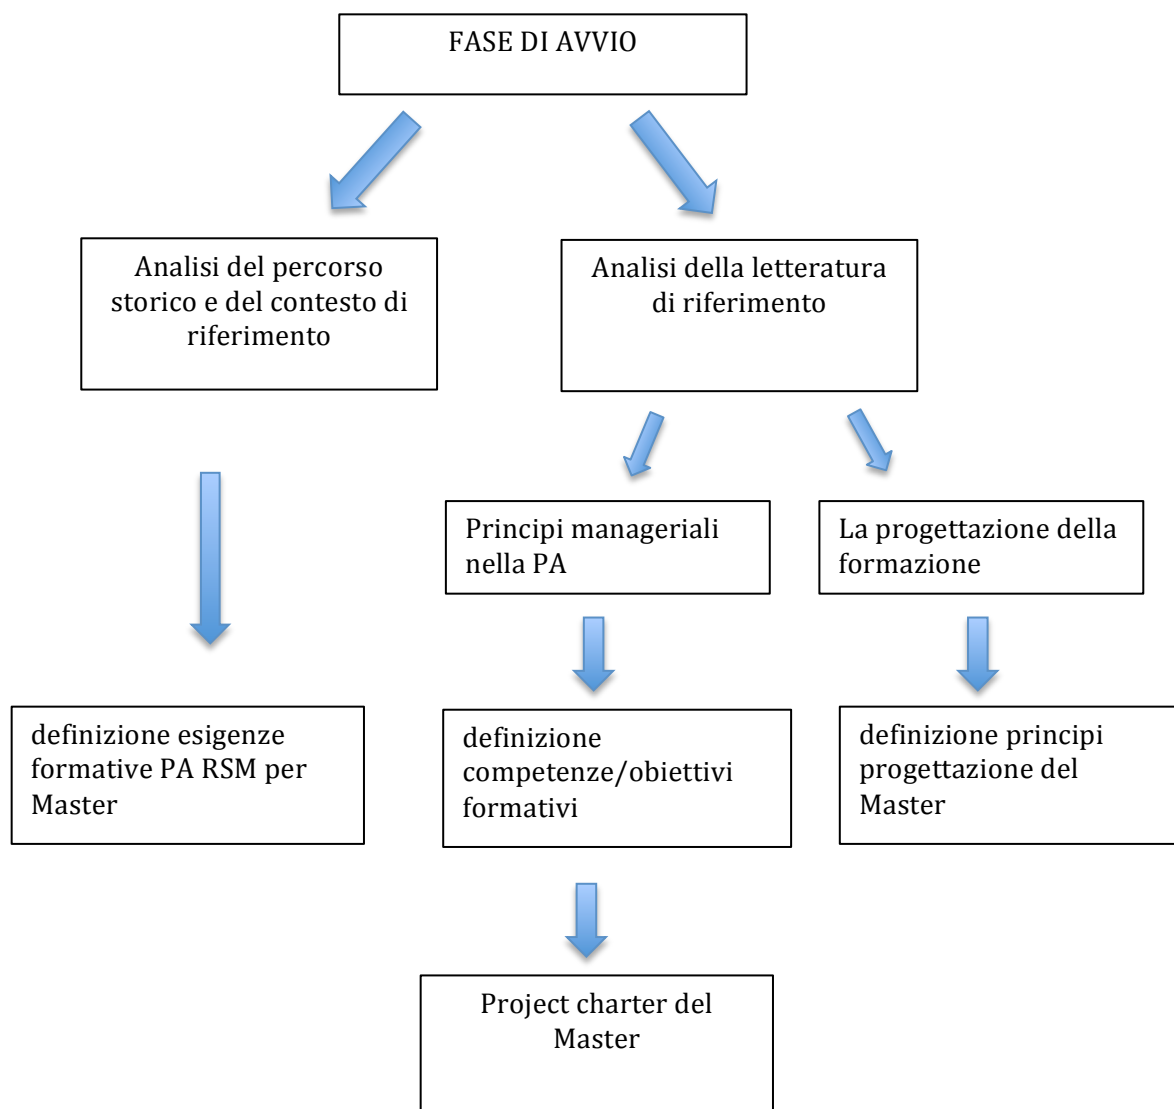 FASE DI AVVIO
Analisi del percorso
storico e del contesto di
riferimento
Analisi della letteratura
di riferimento
Principi manageriali
nella PA
La progettazione della
formazione
definizione esigenze
formative PA RSM per
Master
definizione
competenze/obiettivi
formativi
definizione principi
progettazione del
Master
Project charter del
Master